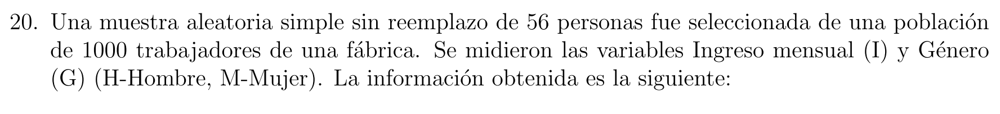 20. Una muestra aleatoria simple sin reemplazo de 56 personas fue seleccionada de una población
de 1000 trabajadores de una fábrica. Se midieron las variables Ingreso mensual (I) y Género
(G) (H-Hombre, M-Mujer). La información obtenida es la siguiente: